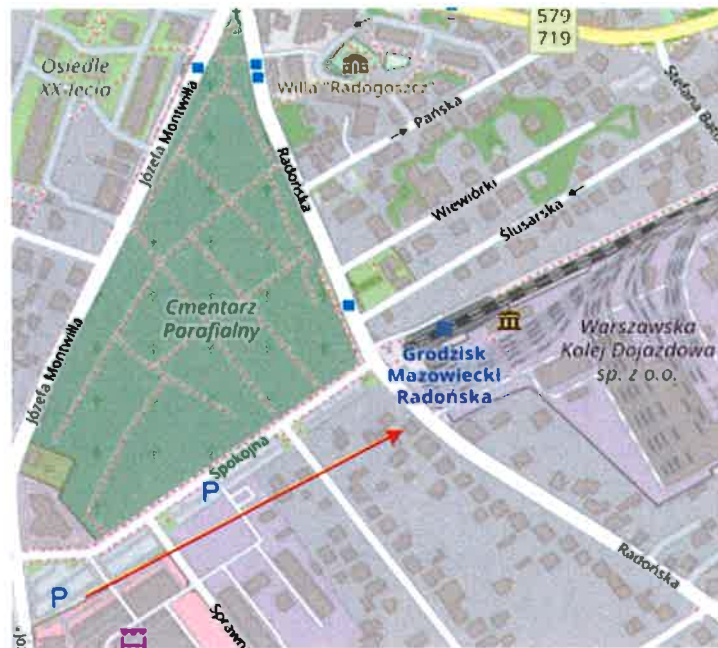 579
719
Osiedle
XX-lecia
Willa "Radogoszcz"
Józefa Montwiłła
Pańska
Radońska
Wiewiórki
Ślusarska
Cmentarz
Parafialny
Warszawska
Kolej Dojazdowa
sp. z o.o.
Grodzisk
Mazowiecki
Radońska
Józefa Montwiłła
Spokojna
P
P
Radońska